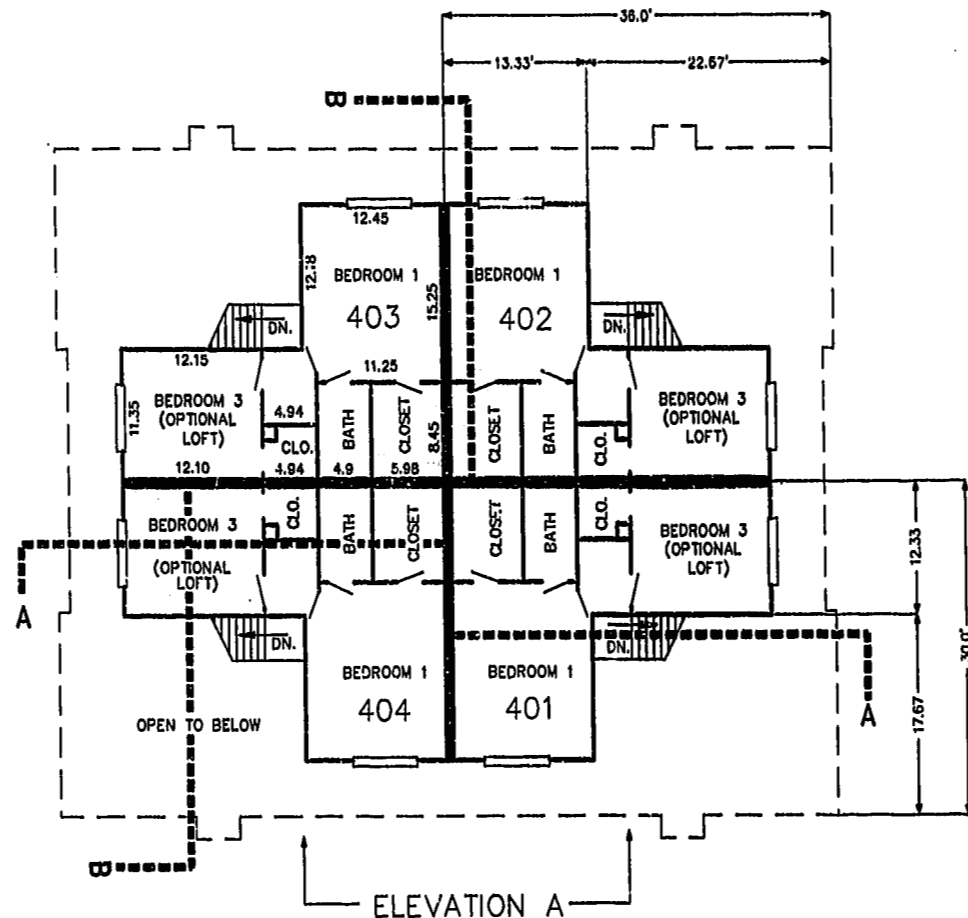 36.0'
13.33' 22.67'
B
12.45
12.18
BEDROOM 1
15.25
403
BEDROOM 1
402
DN.
DN.
12.15
11.25
BEDROOM 3
(OPTIONAL
LOFT)
11.35
4.94
CLO.
BATH
CLOSET
8.45
CLOSET
BATH
CLO.
BEDROOM 3
(OPTIONAL
LOFT)
12.10 4.94 4.9 5.98
BEDROOM 3
(OPTIONAL
LOFT)
CLO.
BATH
CLOSET
CLOSET
BATH
CLO.
BEDROOM 3
(OPTIONAL
LOFT)
12.33
A
DN.
DN.
BEDROOM 1
404
BEDROOM 1
401
A
30.0'
17.67
OPEN TO BELOW
B
ELEVATION A